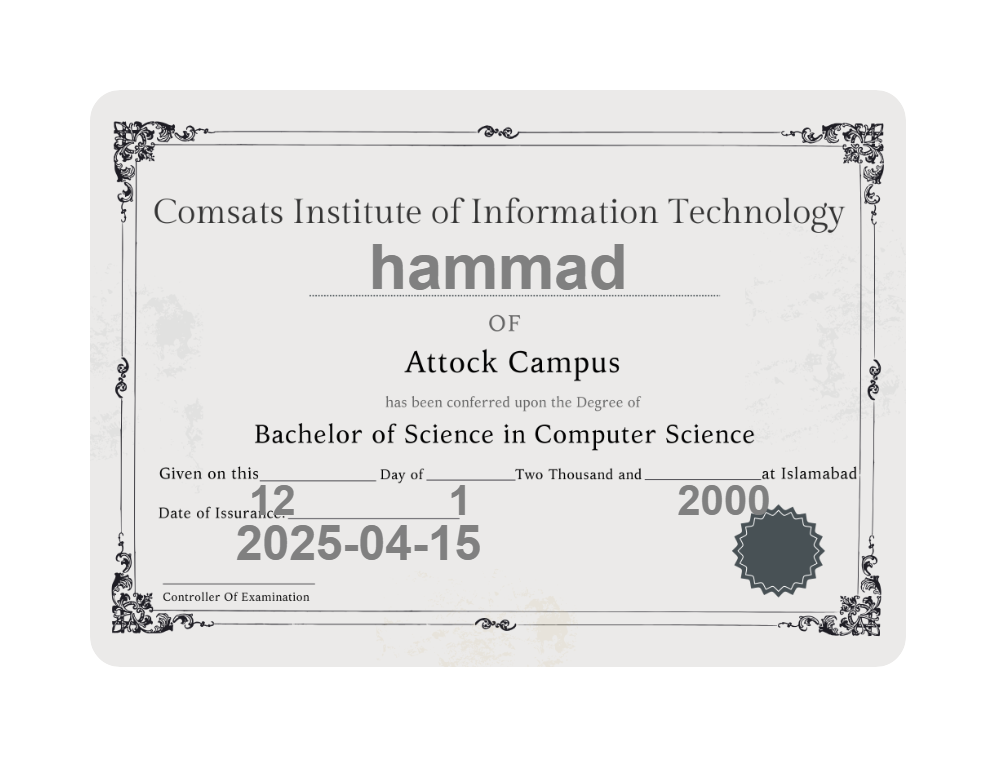 Comsats Institute of Information Technology
hammad
OF
Attock Campus
has been conferred upon the Degree of
Bachelor of Science in Computer Science
Given on this Day of Two Thousand and at Islamabad
12 1 2000
Date of Issurance:
2025-04-15
Controller Of Examination